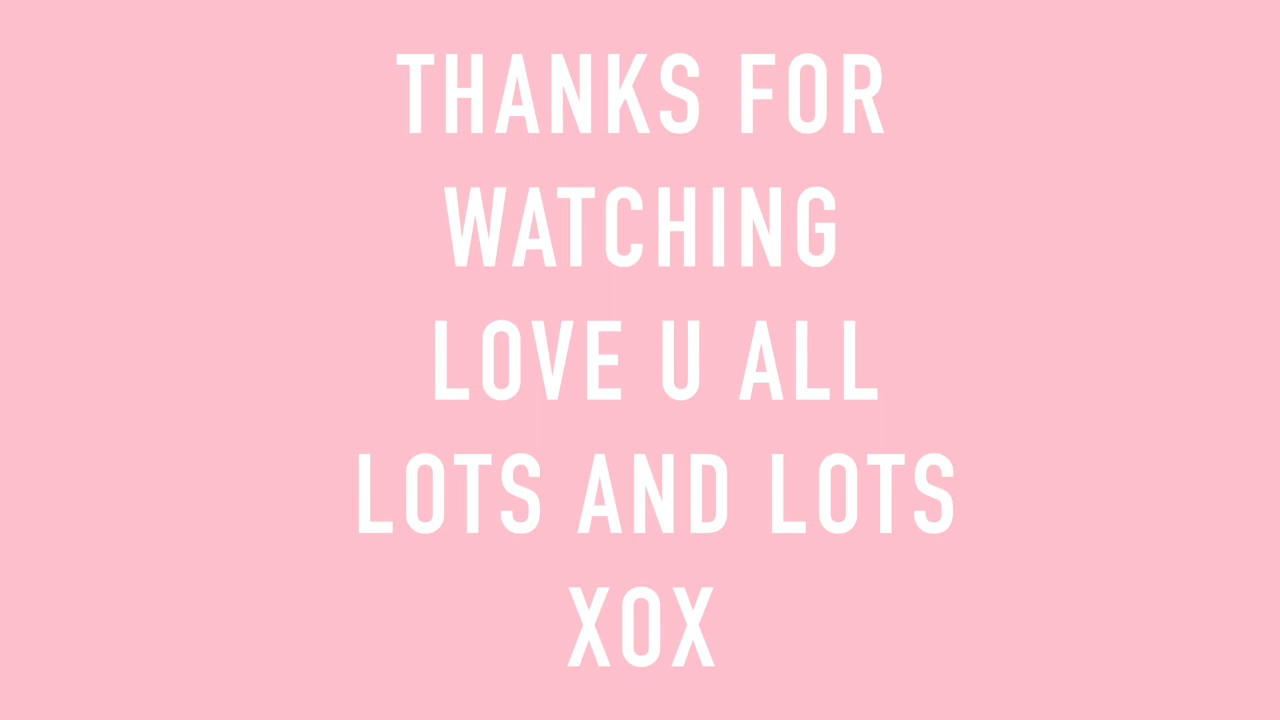 THANKS FOR
WATCHING
LOVE U ALL
LOTS AND LOTS
XOX